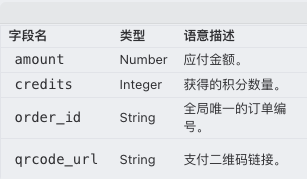 字段名 类型 语意描述
amount Number 应付金额。
credits Integer 获得的积分数量。
order_id String 全局唯一的订单编
号。
qrcode_url String 支付二维码链接。